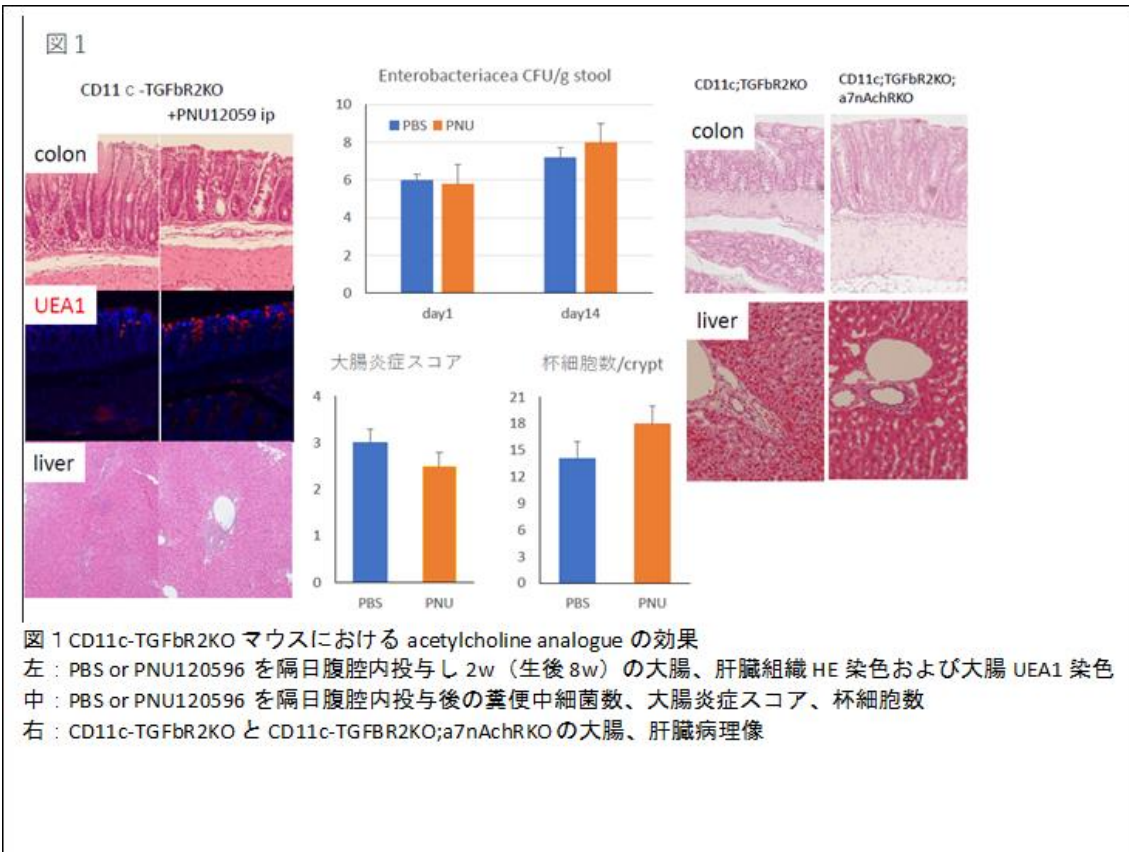 図1
CD11 c -TGFbR2KO
+PNU12059 ip
colon
UEA1
liver
Enterobacteriacea CFU/g stool
PBS PNU
10
8
6
4
2
0
day1 day14
大腸炎症スコア
4
3
2
1
0
PBS PNU
杯細胞数/crypt
21
18
15
12
9
6
3
0
PBS PNU
CD11c;TGFbR2KO
CD11c;TGFbR2KO;
a7nAchRKO
colon
liver
図1 CD11c-TGFbR2KO マウスにおける acetylcholine analogue の効果
左：PBS or PNU120596 を隔日腹腔内投与し 2w（生後 8w）の大腸、肝臓組織 HE 染色および大腸 UEA1 染色
中：PBS or PNU120596 を隔日腹腔内投与後の糞便中細菌数、大腸炎症スコア、杯細胞数
右：CD11c-TGFbR2KO と CD11c-TGFBR2KO;a7nAchRKO の大腸、肝臓病理像